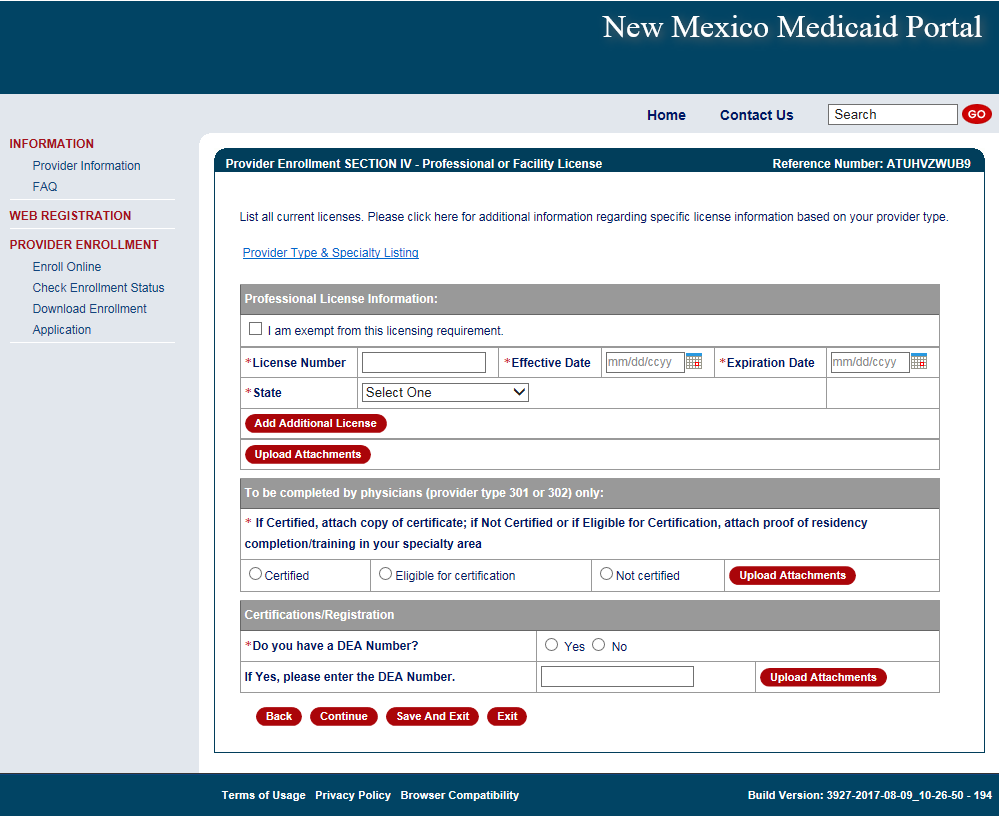 New Mexico Medicaid Portal
Home Contact Us Search GO
INFORMATION
Provider Information
FAQ
WEB REGISTRATION
PROVIDER ENROLLMENT
Enroll Online
Check Enrollment Status
Download Enrollment
Application
Provider Enrollment SECTION IV - Professional or Facility License Reference Number: ATUHVZWUB9
List all current licenses. Please click here for additional information regarding specific license information based on your provider type.
Provider Type & Specialty Listing
Professional License Information:
I am exempt from this licensing requirement.
*License Number *Effective Date mm/dd/ccyy *Expiration Date mm/dd/ccyy
* State Select One
Add Additional License
Upload Attachments
To be completed by physicians (provider type 301 or 302) only:
* If Certified, attach copy of certificate; if Not Certified or if Eligible for Certification, attach proof of residency
completion/training in your specialty area
Certified Eligible for certification Not certified Upload Attachments
Certifications/Registration
*Do you have a DEA Number? Yes No
If Yes, please enter the DEA Number. Upload Attachments
Back Continue Save And Exit Exit
Terms of Usage Privacy Policy Browser Compatibility Build Version: 3927-2017-08-09_10-26-50 - 194